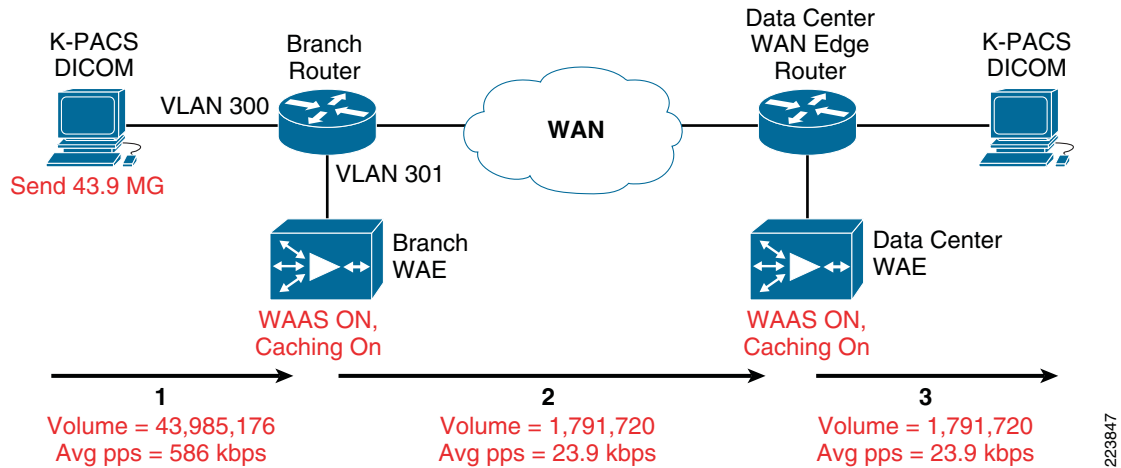 K-PACS
DICOM
Branch
Router
Data Center
WAN Edge
Router
K-PACS
DICOM
VLAN 300
WAN
Send 43.9 MG
VLAN 301
Branch
WAE
Data Center
WAE
WAAS ON,
Caching On
WAAS ON,
Caching On
1
Volume = 43,985,176
Avg pps = 586 kbps
2
Volume = 1,791,720
Avg pps = 23.9 kbps
3
Volume = 1,791,720
Avg pps = 23.9 kbps
223847